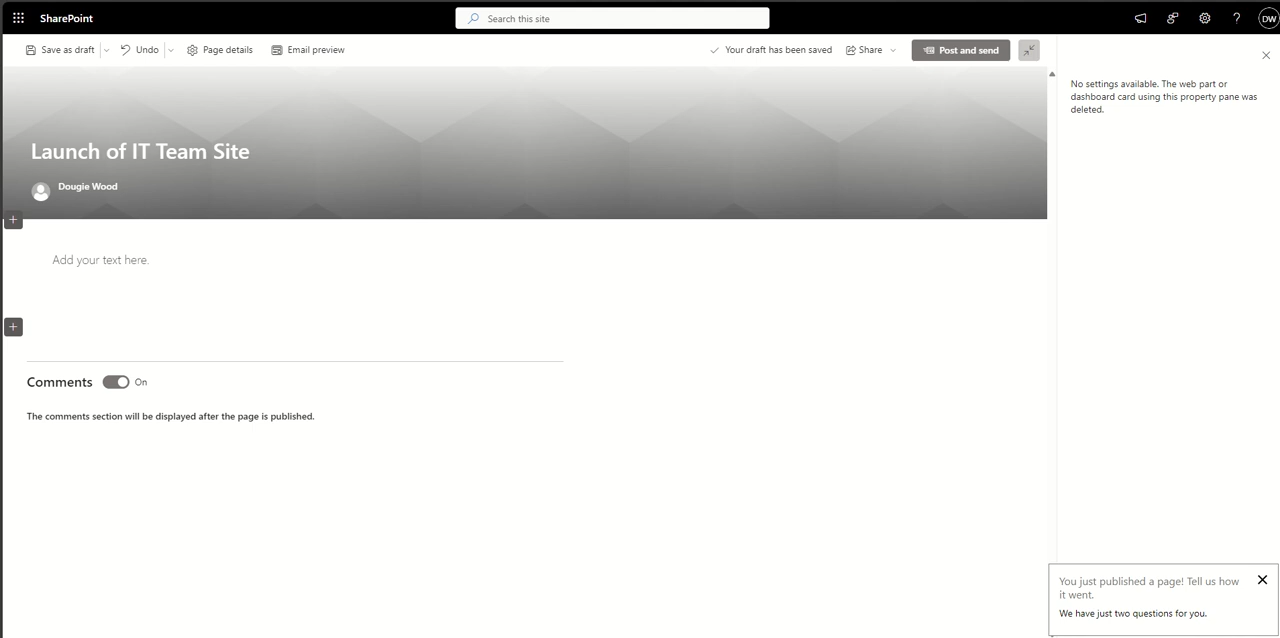 SharePoint
Search this site
DW
Save as draft
Undo
Page details
Email preview
Your draft has been saved
Share
Post and send
Launch of IT Team Site
Dougie Wood
Add your text here.
Comments
On
The comments section will be displayed after the page is published.
No settings available. The web part or
dashboard card using this property pane was
deleted.
You just published a page! Tell us how
it went.
We have just two questions for you.